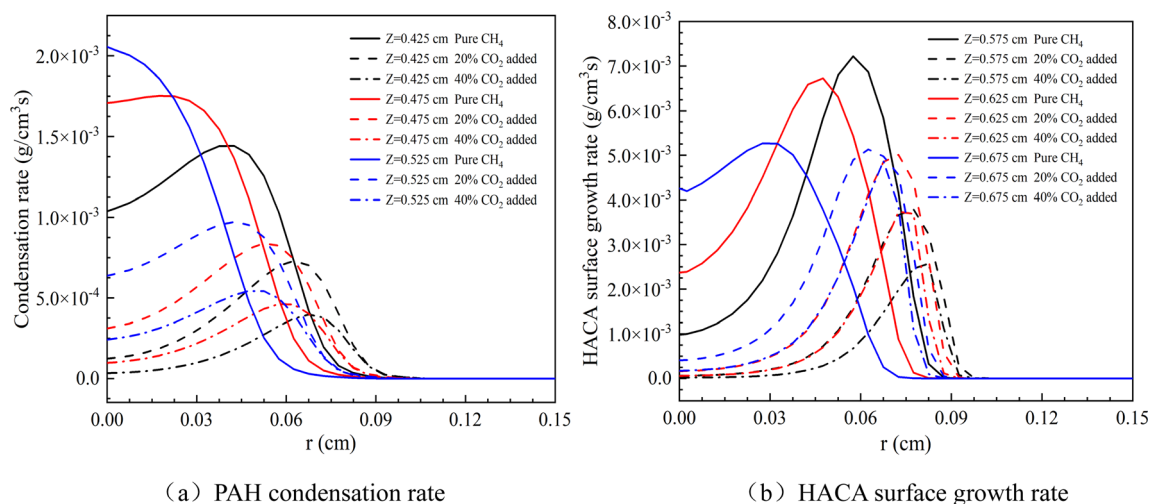 Condensation rate (g/cm³s)
2.0×10⁻³
1.5×10⁻³
1.0×10⁻³
5.0×10⁻⁴
0.0
Z=0.425 cm Pure CH₄
Z=0.425 cm 20% CO₂ added
Z=0.425 cm 40% CO₂ added
Z=0.475 cm Pure CH₄
Z=0.475 cm 20% CO₂ added
Z=0.475 cm 40% CO₂ added
Z=0.525 cm Pure CH₄
Z=0.525 cm 20% CO₂ added
Z=0.525 cm 40% CO₂ added
0.00 0.03 0.06 0.09 0.12 0.15
r (cm)
(a) PAH condensation rate
HACA surface growth rate (g/cm³s)
8.0×10⁻³
7.0×10⁻³
6.0×10⁻³
5.0×10⁻³
4.0×10⁻³
3.0×10⁻³
2.0×10⁻³
1.0×10⁻³
0.0
Z=0.575 cm Pure CH₄
Z=0.575 cm 20% CO₂ added
Z=0.575 cm 40% CO₂ added
Z=0.625 cm Pure CH₄
Z=0.625 cm 20% CO₂ added
Z=0.625 cm 40% CO₂ added
Z=0.675 cm Pure CH₄
Z=0.675 cm 20% CO₂ added
Z=0.675 cm 40% CO₂ added
0.00 0.03 0.06 0.09 0.12 0.15
r (cm)
(b) HACA surface growth rate